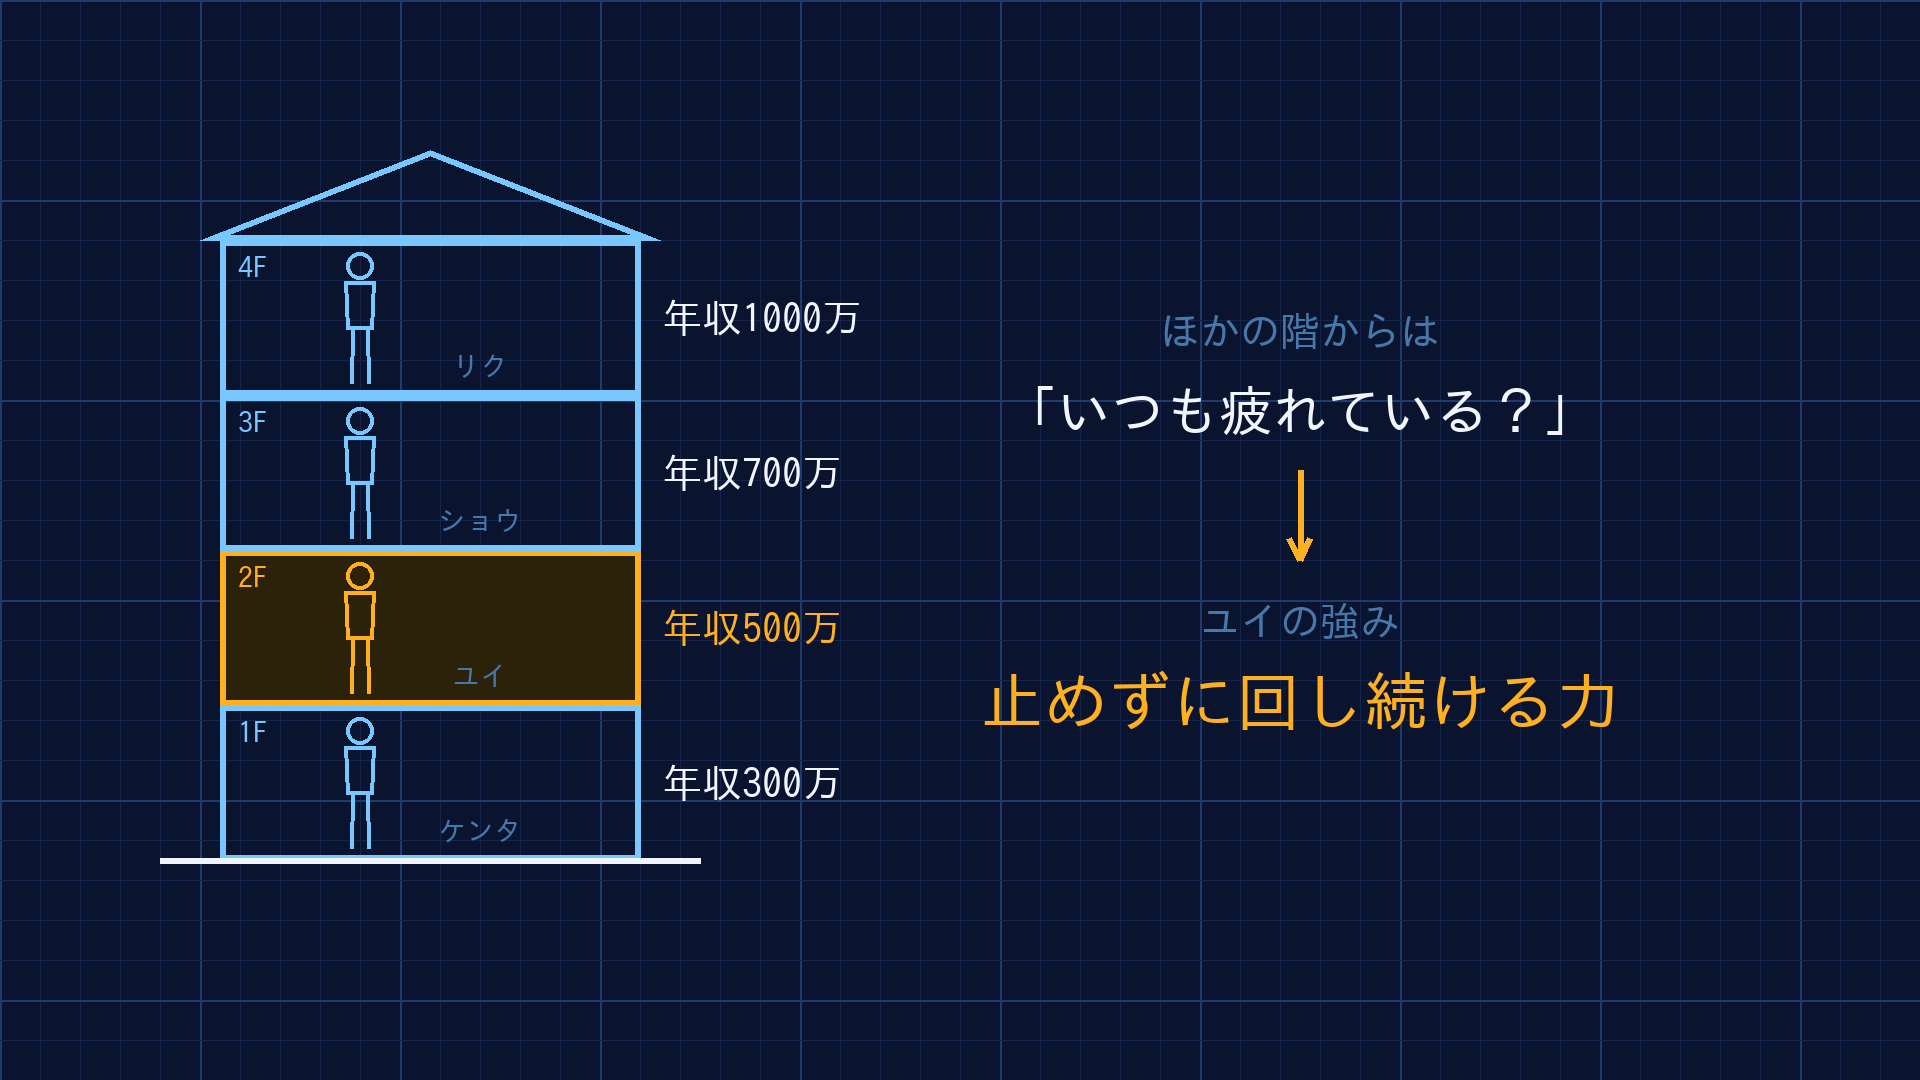 4F
リク
年収1000万
3F
ショウ
年収700万
2F
ユイ
年収500万
1F
ケンタ
年収300万
ほかの階からは
「いつも疲れている？」
ユイの強み
止めずに回し続ける力